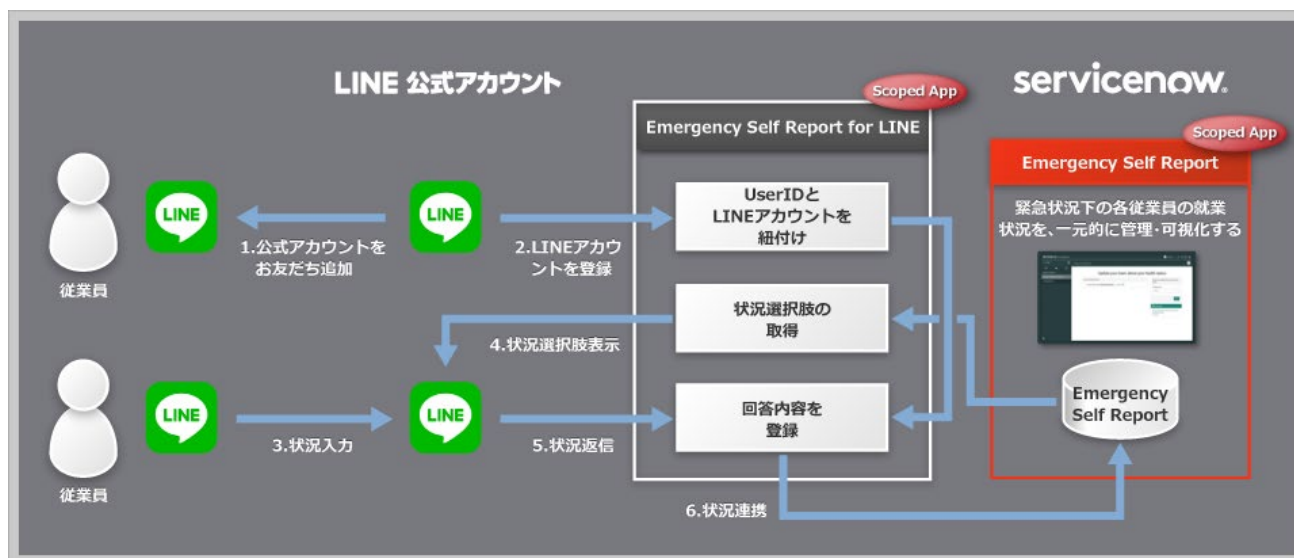 LINE 公式アカウント
servicenow.
Scoped App
Emergency Self Report for LINE
Scoped App
Emergency Self Report
LINE
LINE
UserIDと
LINEアカウントを
紐付け
緊急状況下の各従業員の就業
状況を、一元的に管理・可視化する
1.公式アカウントを
お友だち追加
2.LINEアカウ
ントを登録
従業員
状況選択肢の
取得
4.状況選択肢表示
LINE
LINE
回答内容を
登録
Emergency
Self Report
3.状況入力
5.状況返信
従業員
6.状況連携